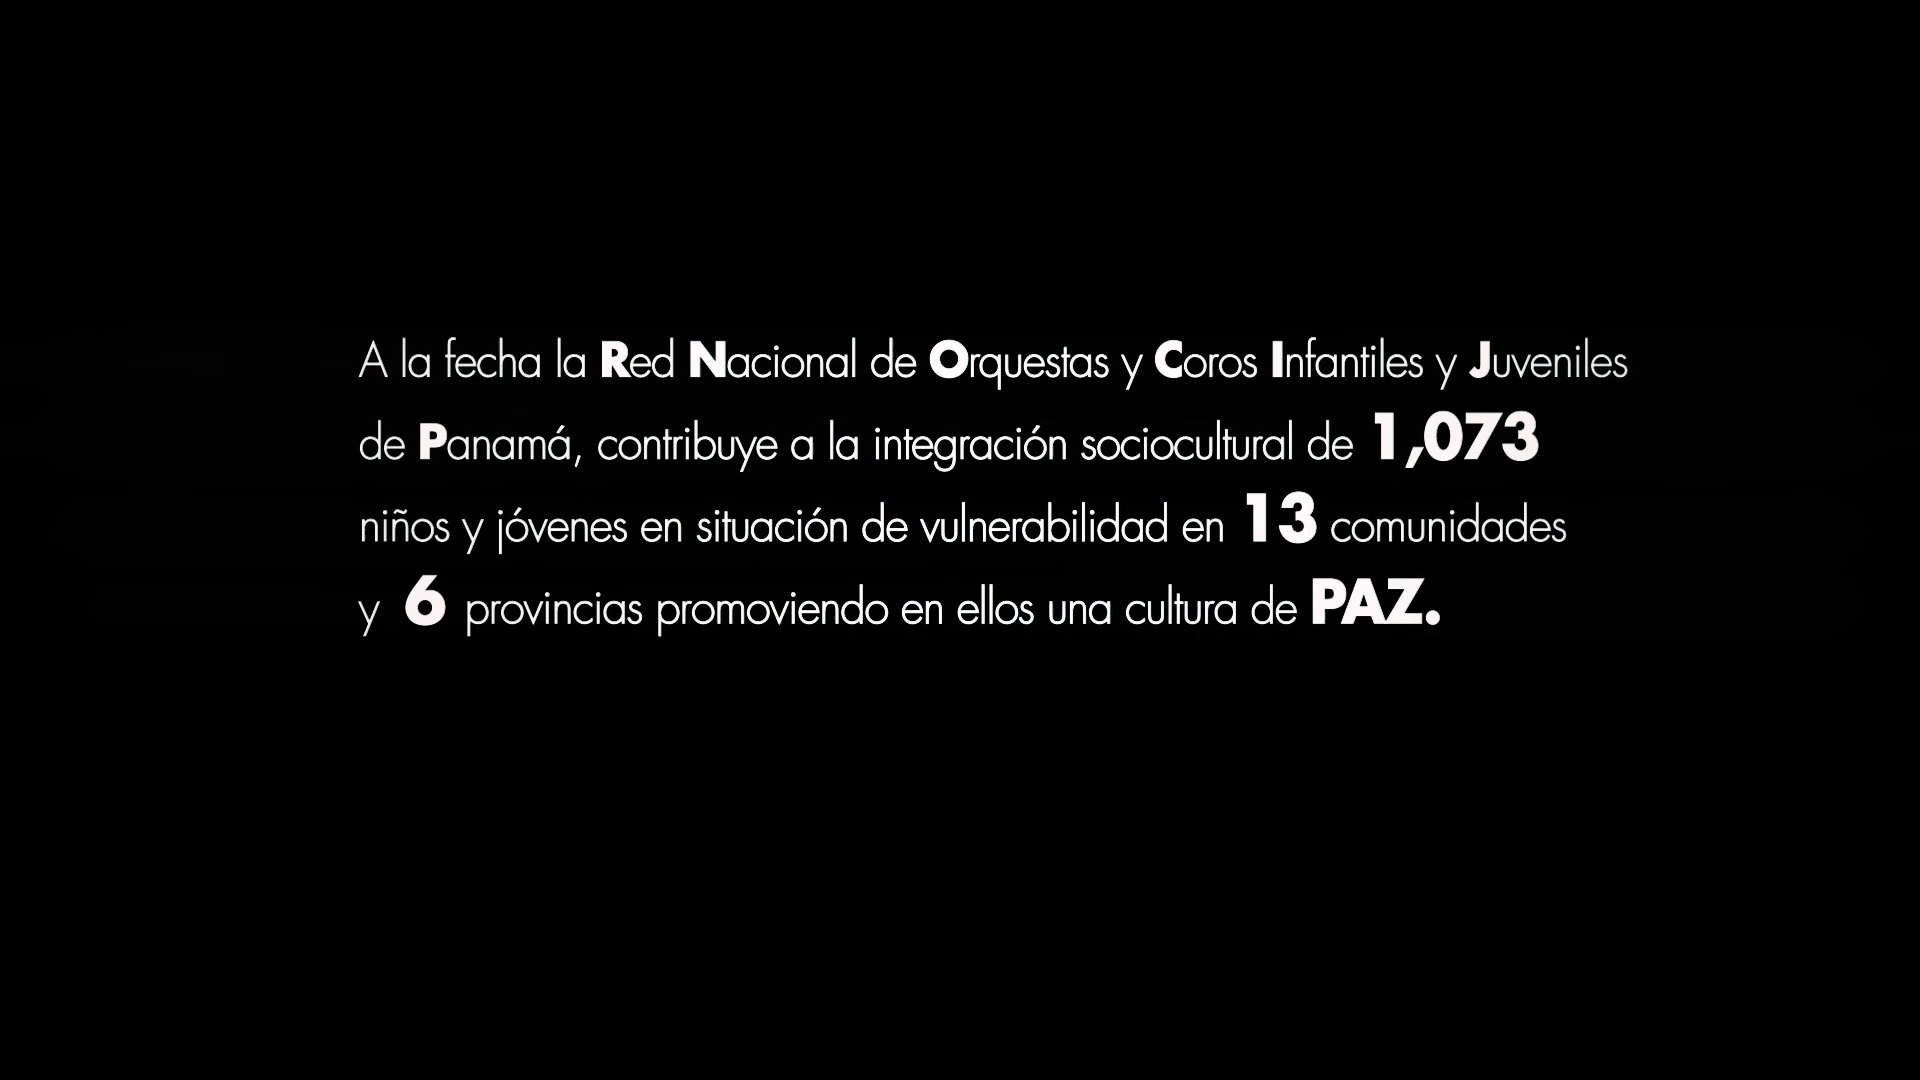 A la fecha la Red Nacional de Orquestas y Coros Infantiles y Juveniles
de Panamá, contribuye a la integración sociocultural de 1,073
niños y jóvenes en situación de vulnerabilidad en 13 comunidades
y 6 provincias promoviendo en ellos una cultura de PAZ.